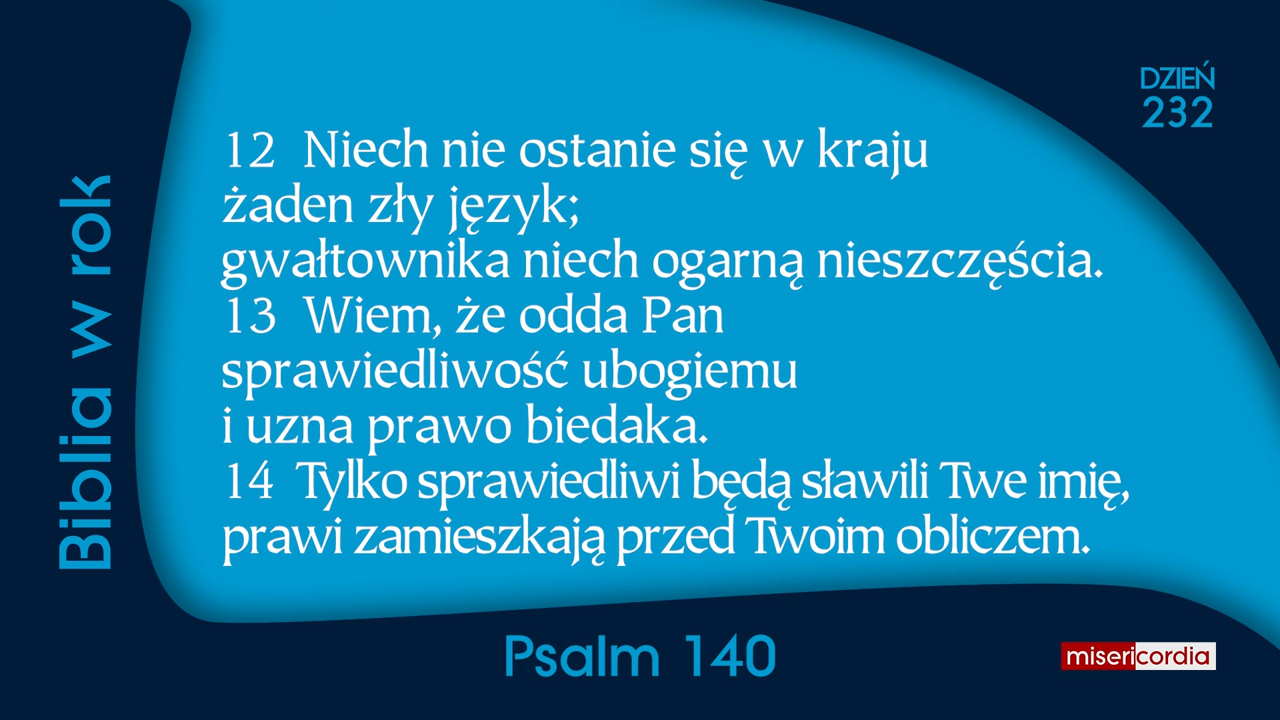 DZIEŃ
232
12 Niech nie ostanie się w kraju
żaden zły język;
gwałtownika niech ogarną nieszczęścia.
13 Wiem, że odda Pan
sprawiedliwość ubogiemu
i uzna prawo biedaka.
14 Tylko sprawiedliwi będą sławili Twe imię,
prawi zamieszkają przed Twoim obliczem.
Biblia w rok
Psalm 140
misericordia